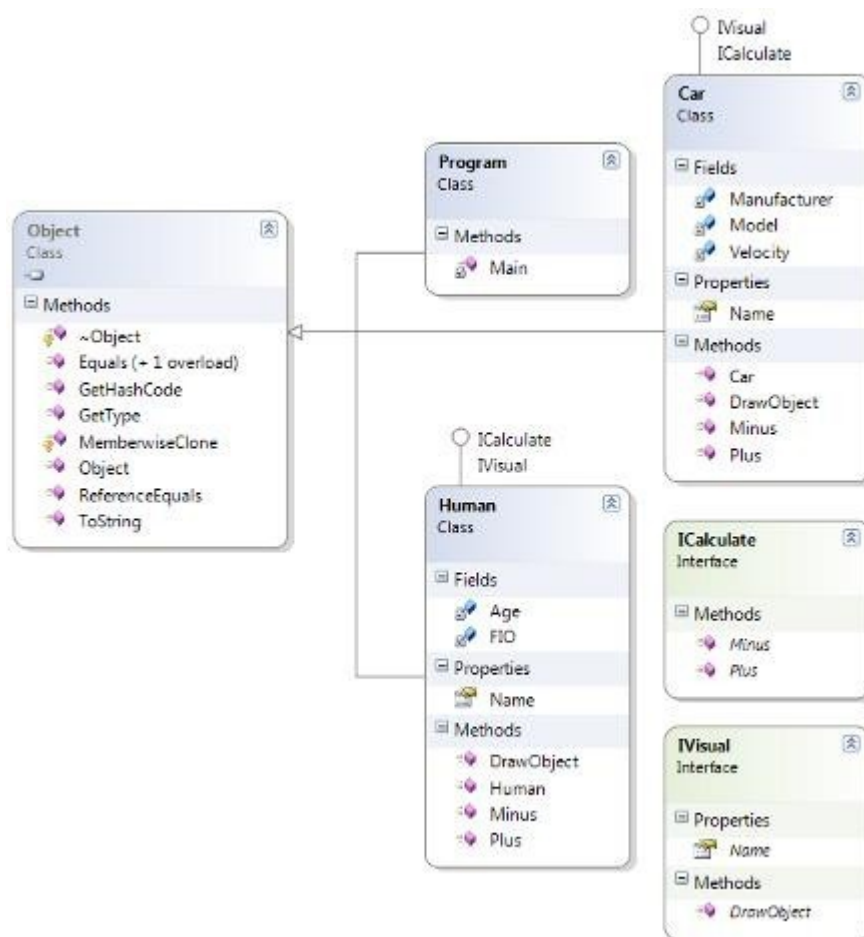 Object
Class
Methods
~Object
Equals (+ 1 overload)
GetHashCode
GetType
MemberwiseClone
Object
ReferenceEquals
ToString
Program
Class
Methods
Main
ICalculate
IVisual
Human
Class
Fields
Age
FIO
Properties
Name
Methods
DrawObject
Human
Minus
Plus
IVisual
ICalculate
Car
Class
Fields
Manufacturer
Model
Velocity
Properties
Name
Methods
Car
DrawObject
Minus
Plus
ICalculate
Interface
Methods
Minus
Plus
IVisual
Interface
Properties
Name
Methods
DrawObject